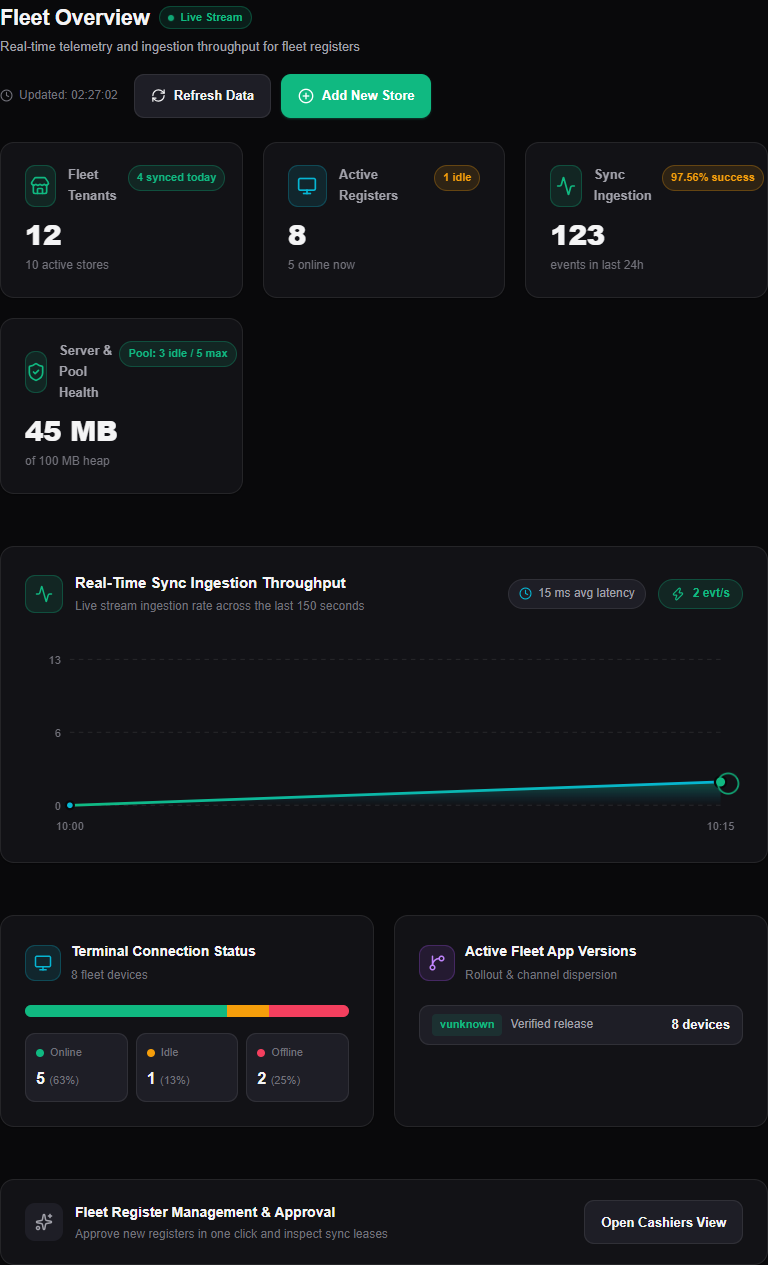 Fleet Overview
Live Stream
Real-time telemetry and ingestion throughput for fleet registers
Updated: 02:27:02
Refresh Data
Add New Store
Fleet
Tenants
4 synced today
12
10 active stores
Active
Registers
1 idle
8
5 online now
Sync
Ingestion
97.56% success
123
events in last 24h
Server &
Pool
Health
Pool: 3 idle / 5 max
45 MB
of 100 MB heap
Real-Time Sync Ingestion Throughput
Live stream ingestion rate across the last 150 seconds
15 ms avg latency
2 evt/s
13
6
0
10:00
10:15
Terminal Connection Status
8 fleet devices
Online
5 (63%)
Idle
1 (13%)
Offline
2 (25%)
Active Fleet App Versions
Rollout & channel dispersion
vunknown
Verified release
8 devices
Fleet Register Management & Approval
Approve new registers in one click and inspect sync leases
Open Cashiers View